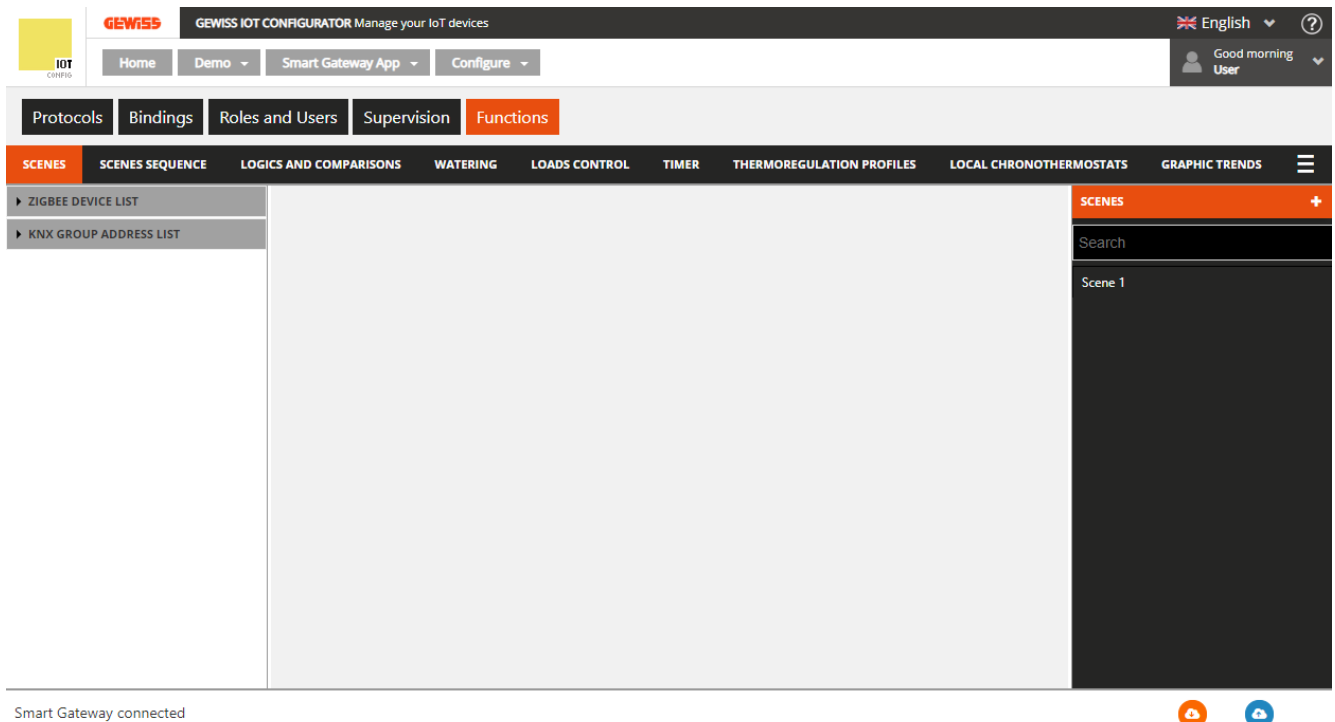 GEWISS GEWISS IOT CONFIGURATOR Manage your IoT devices English ?
IOT
CONFIG
Home Demo Smart Gateway App Configure
Good morning
User
Protocols Bindings Roles and Users Supervision Functions
SCENES SCENES SEQUENCE LOGICS AND COMPARISONS WATERING LOADS CONTROL TIMER THERMOREGULATION PROFILES LOCAL CHRONOTHERMOSTATS GRAPHIC TRENDS
ZIGBEE DEVICE LIST
KNX GROUP ADDRESS LIST
SCENES +
Search
Scene 1
Smart Gateway connected